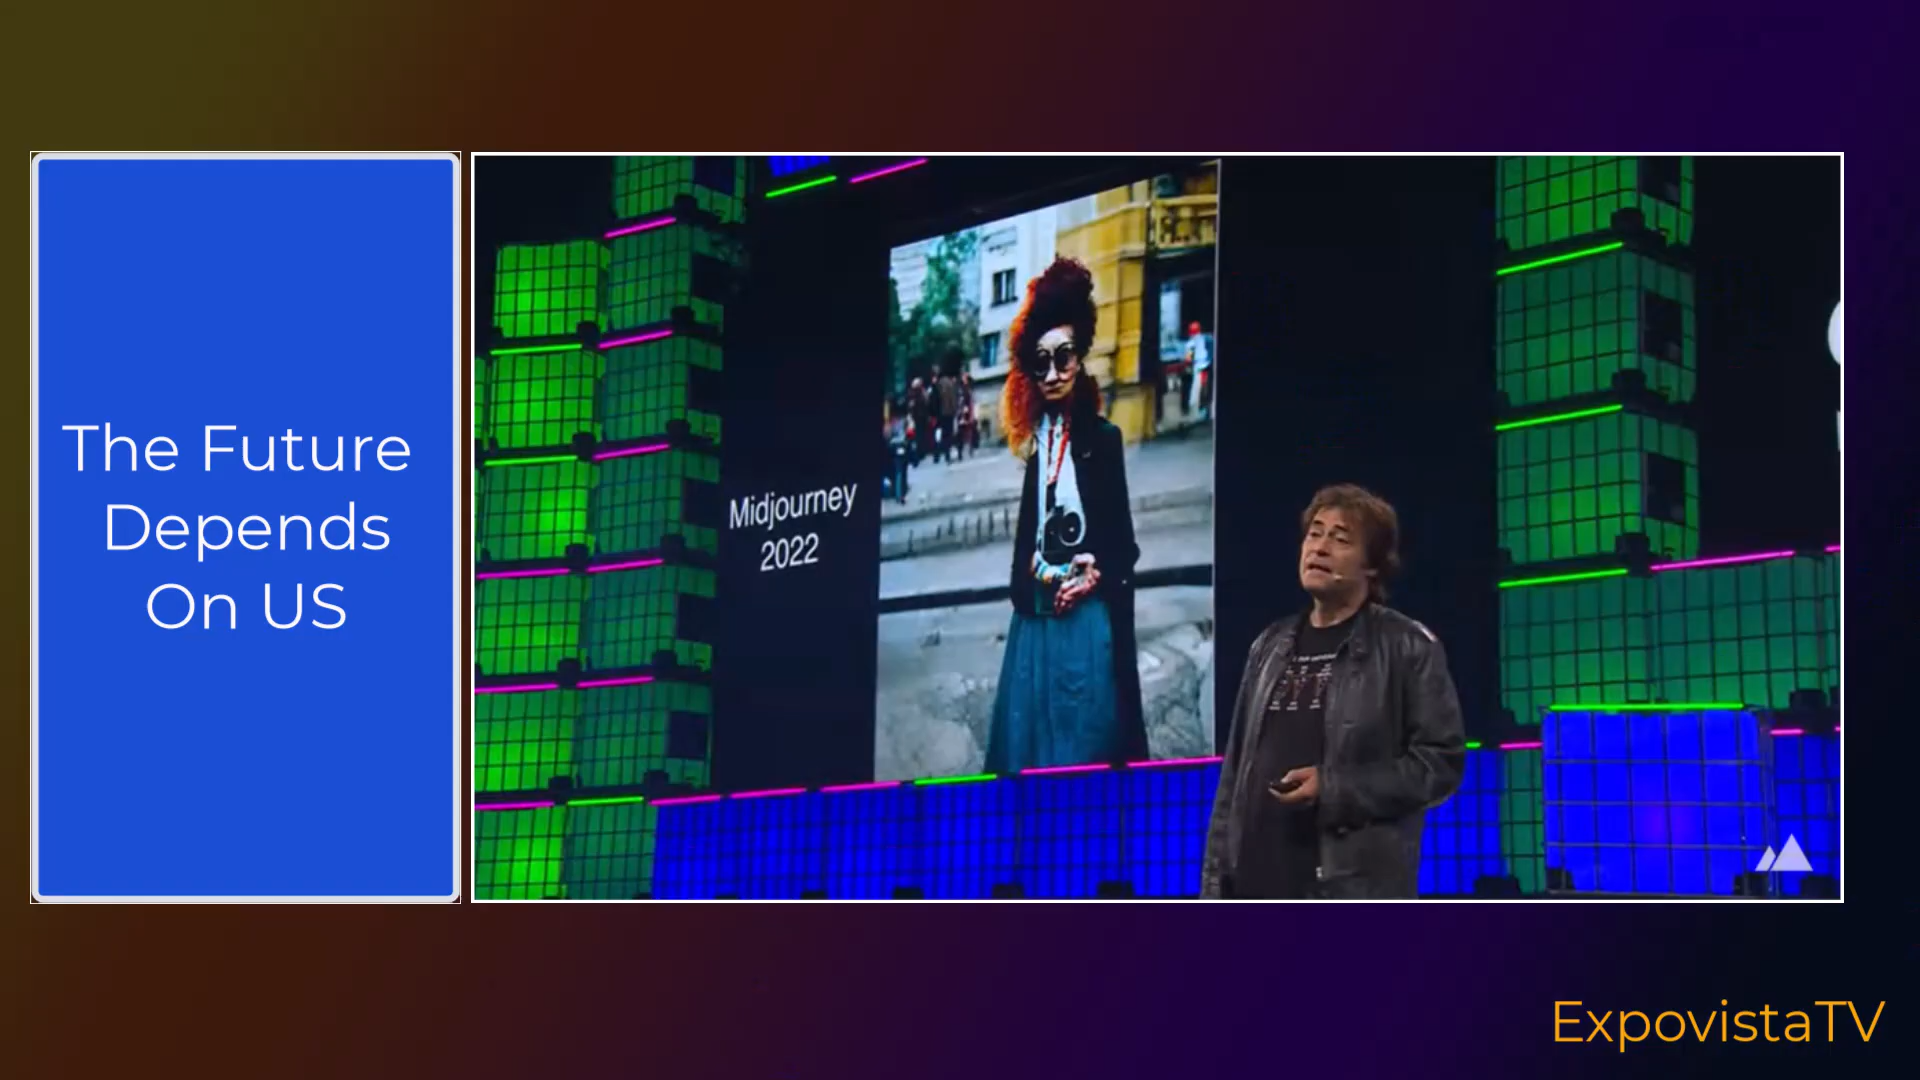 The Future
Depends
On US
Midjourney
2022
ExpovistaTV